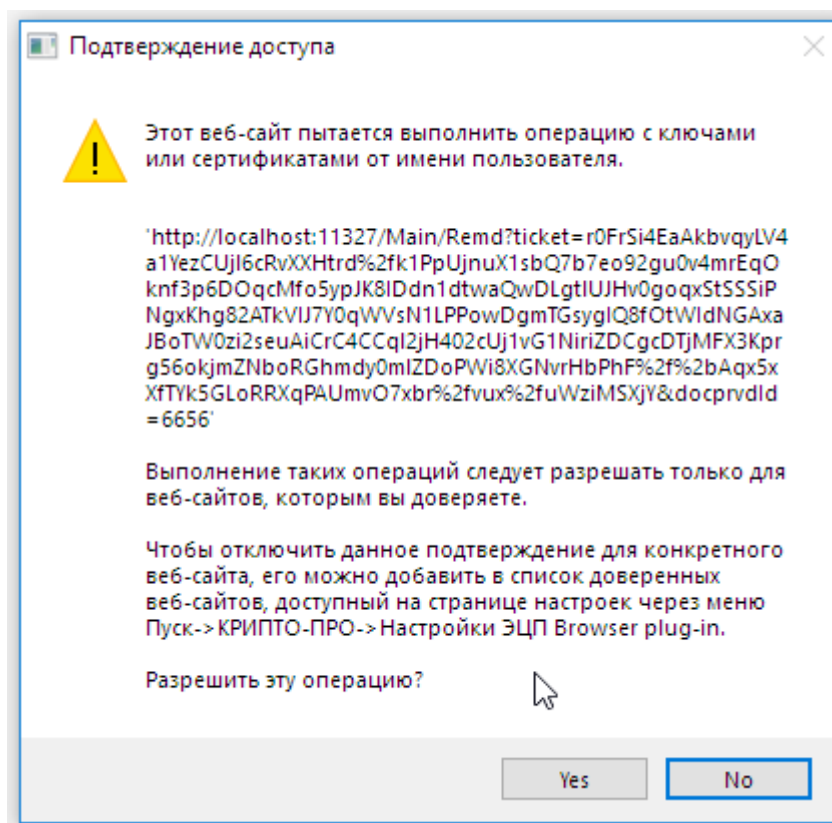 Подтверждение доступа
Этот веб-сайт пытается выполнить операцию с ключами
или сертификатами от имени пользователя.
'http://localhost:11327/Main/Remd?ticket=r0FrSi4EaAkbvqyLV4
a1YezCUjl6cRvXXHtrd%2fk1PpUjnuX1sbQ7b7eo92gu0v4mrEqO
knf3p6DOqcMfo5ypJK8IDdn1dtwaQwDLgtIUJHv0goqxStSSSiP
NgxKhg82ATkVIJ7Y0qWVsN1LPPowDgmTGsyglQ8fOtWIdNGAxa
JBoTW0zi2seuAiCrC4CCqI2jH402cUj1vG1NiriZDCgcDTjMFX3Kpr
g56okjmZNboRGhmdy0mIZDoPWi8XGNvrHbPhF%2f%2bAqx5x
XfTYk5GLoRRXqPAUmvO7xbr%2fvux%2fuWziMSXjY&docprvdId
=6656'
Выполнение таких операций следует разрешать только для
веб-сайтов, которым вы доверяете.
Чтобы отключить данное подтверждение для конкретного
веб-сайта, его можно добавить в список доверенных
веб-сайтов, доступный на странице настроек через меню
Пуск->КРИПТО-ПРО->Настройки ЭЦП Browser plug-in.
Разрешить эту операцию?
Yes
No